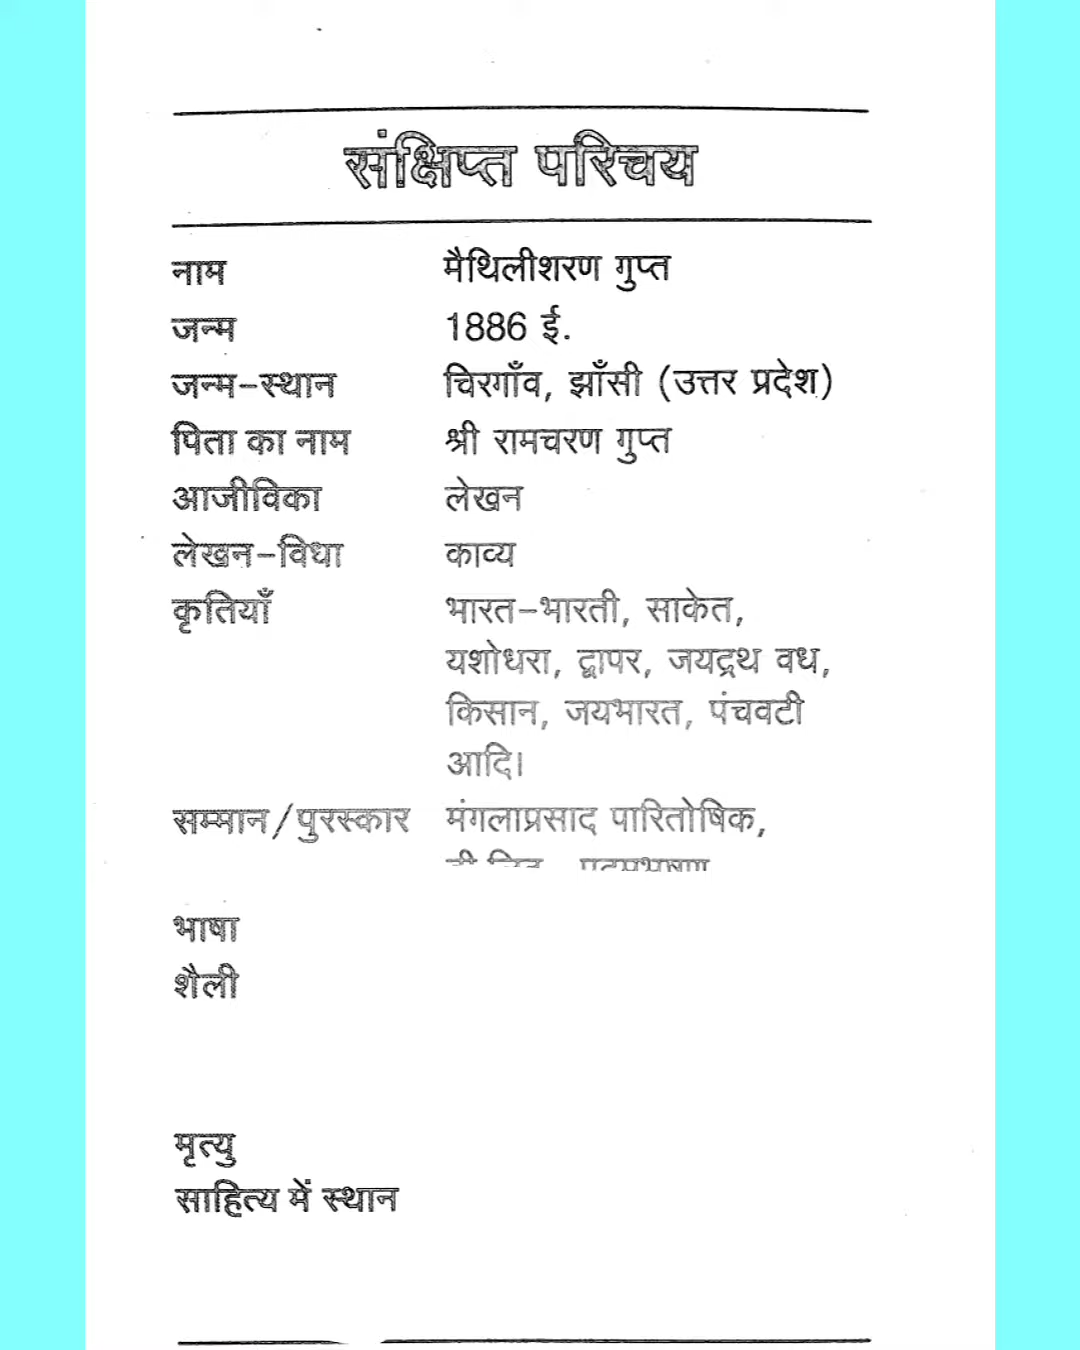 संक्षिप्त परिचय
नाम मैथिलीशरण गुप्त
जन्म 1886 ई.
जन्म-स्थान चिरगाँव, झाँसी (उत्तर प्रदेश)
पिता का नाम श्री रामचरण गुप्त
आजीविका लेखन
लेखन-विधा काव्य
कृतियाँ भारत-भारती, साकेत,
यशोधरा, द्वापर, जयद्रथ वध,
किसान, जयभारत, पंचवटी
आदि।
सम्मान/पुरस्कार मंगलाप्रसाद पारितोषिक,
भाषा
शैली
मृत्यु
साहित्य में स्थान